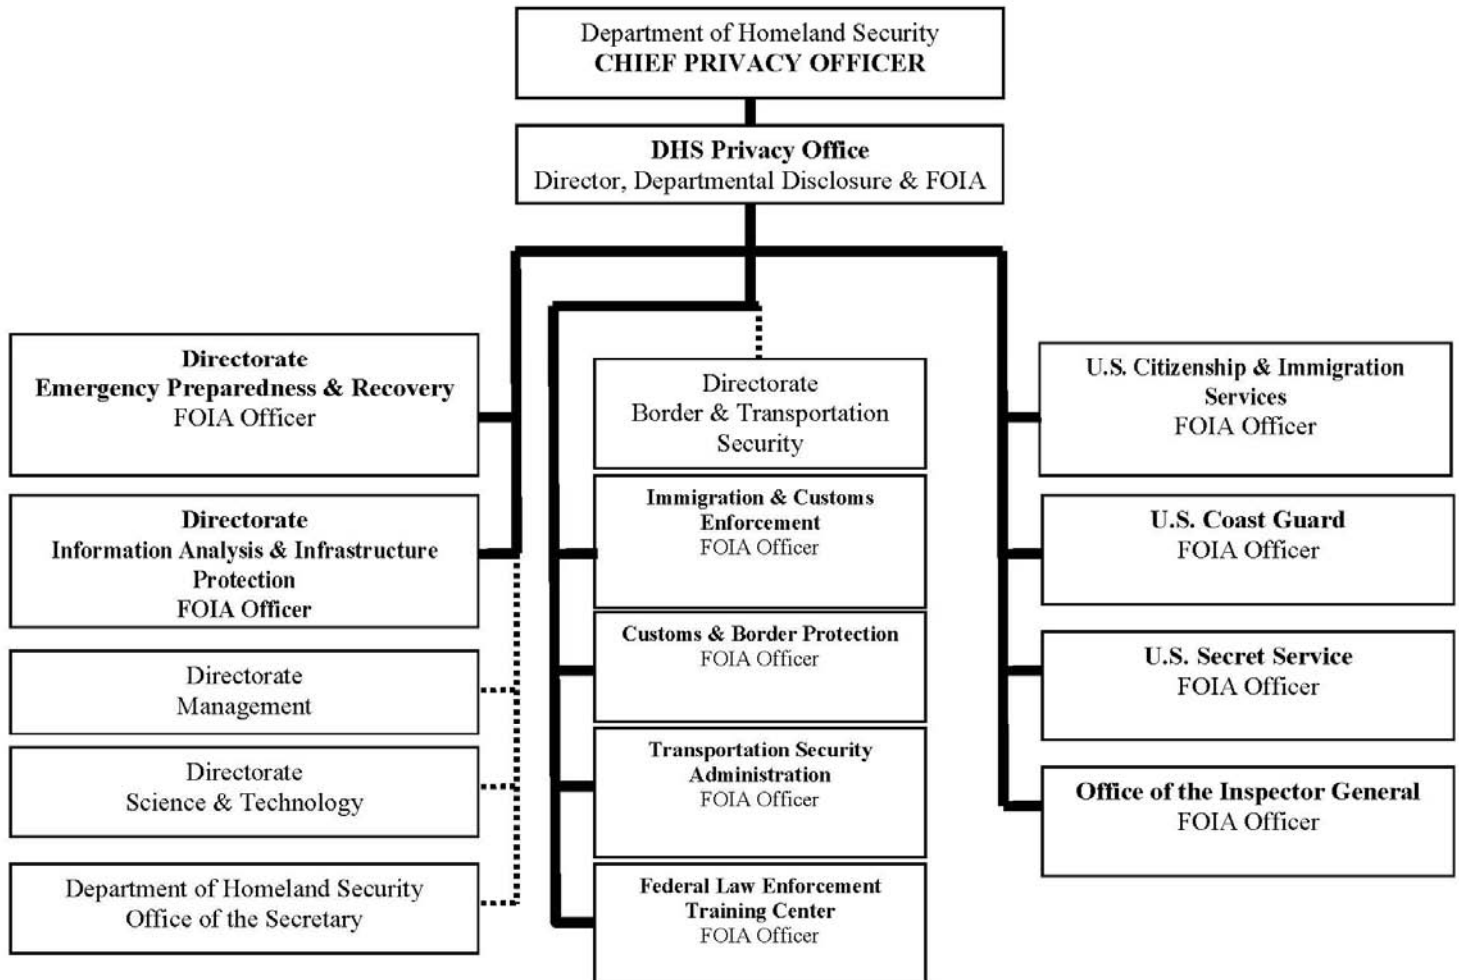 Department of Homeland Security
CHIEF PRIVACY OFFICER
DHS Privacy Office
Director, Departmental Disclosure & FOIA
Directorate
Emergency Preparedness & Recovery
FOIA Officer
Directorate
Information Analysis & Infrastructure
Protection
FOIA Officer
Directorate
Management
Directorate
Science & Technology
Department of Homeland Security
Office of the Secretary
Directorate
Border & Transportation
Security
Immigration & Customs
Enforcement
FOIA Officer
Customs & Border Protection
FOIA Officer
Transportation Security
Administration
FOIA Officer
Federal Law Enforcement
Training Center
FOIA Officer
U.S. Citizenship & Immigration
Services
FOIA Officer
U.S. Coast Guard
FOIA Officer
U.S. Secret Service
FOIA Officer
Office of the Inspector General
FOIA Officer